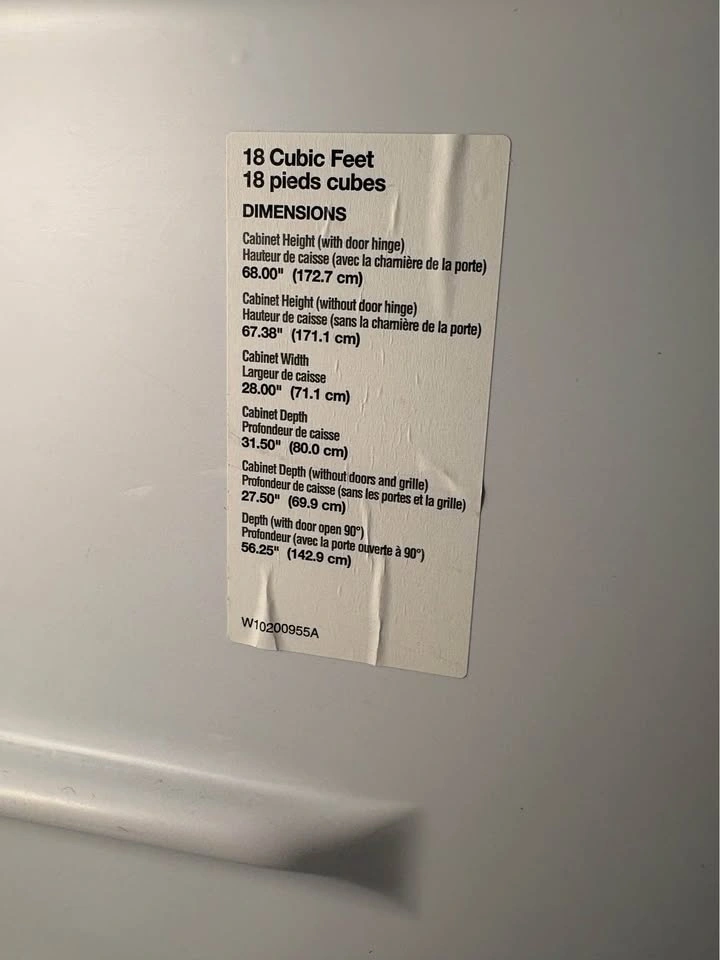 18 Cubic Feet
18 pieds cubes
DIMENSIONS
Cabinet Height (with door hinge)
Hauteur de caisse (avec la charnière de la porte)
68.00" (172.7 cm)
Cabinet Height (without door hinge)
Hauteur de caisse (sans la charnière de la porte)
67.38" (171.1 cm)
Cabinet Width
Largeur de caisse
28.00" (71.1 cm)
Cabinet Depth
Profondeur de caisse
31.50" (80.0 cm)
Cabinet Depth (without doors and grille)
Profondeur de caisse (sans les portes et la grille)
27.50" (69.9 cm)
Depth (with door open 90°)
Profondeur (avec la porte ouverte à 90°)
56.25" (142.9 cm)
W10200955A